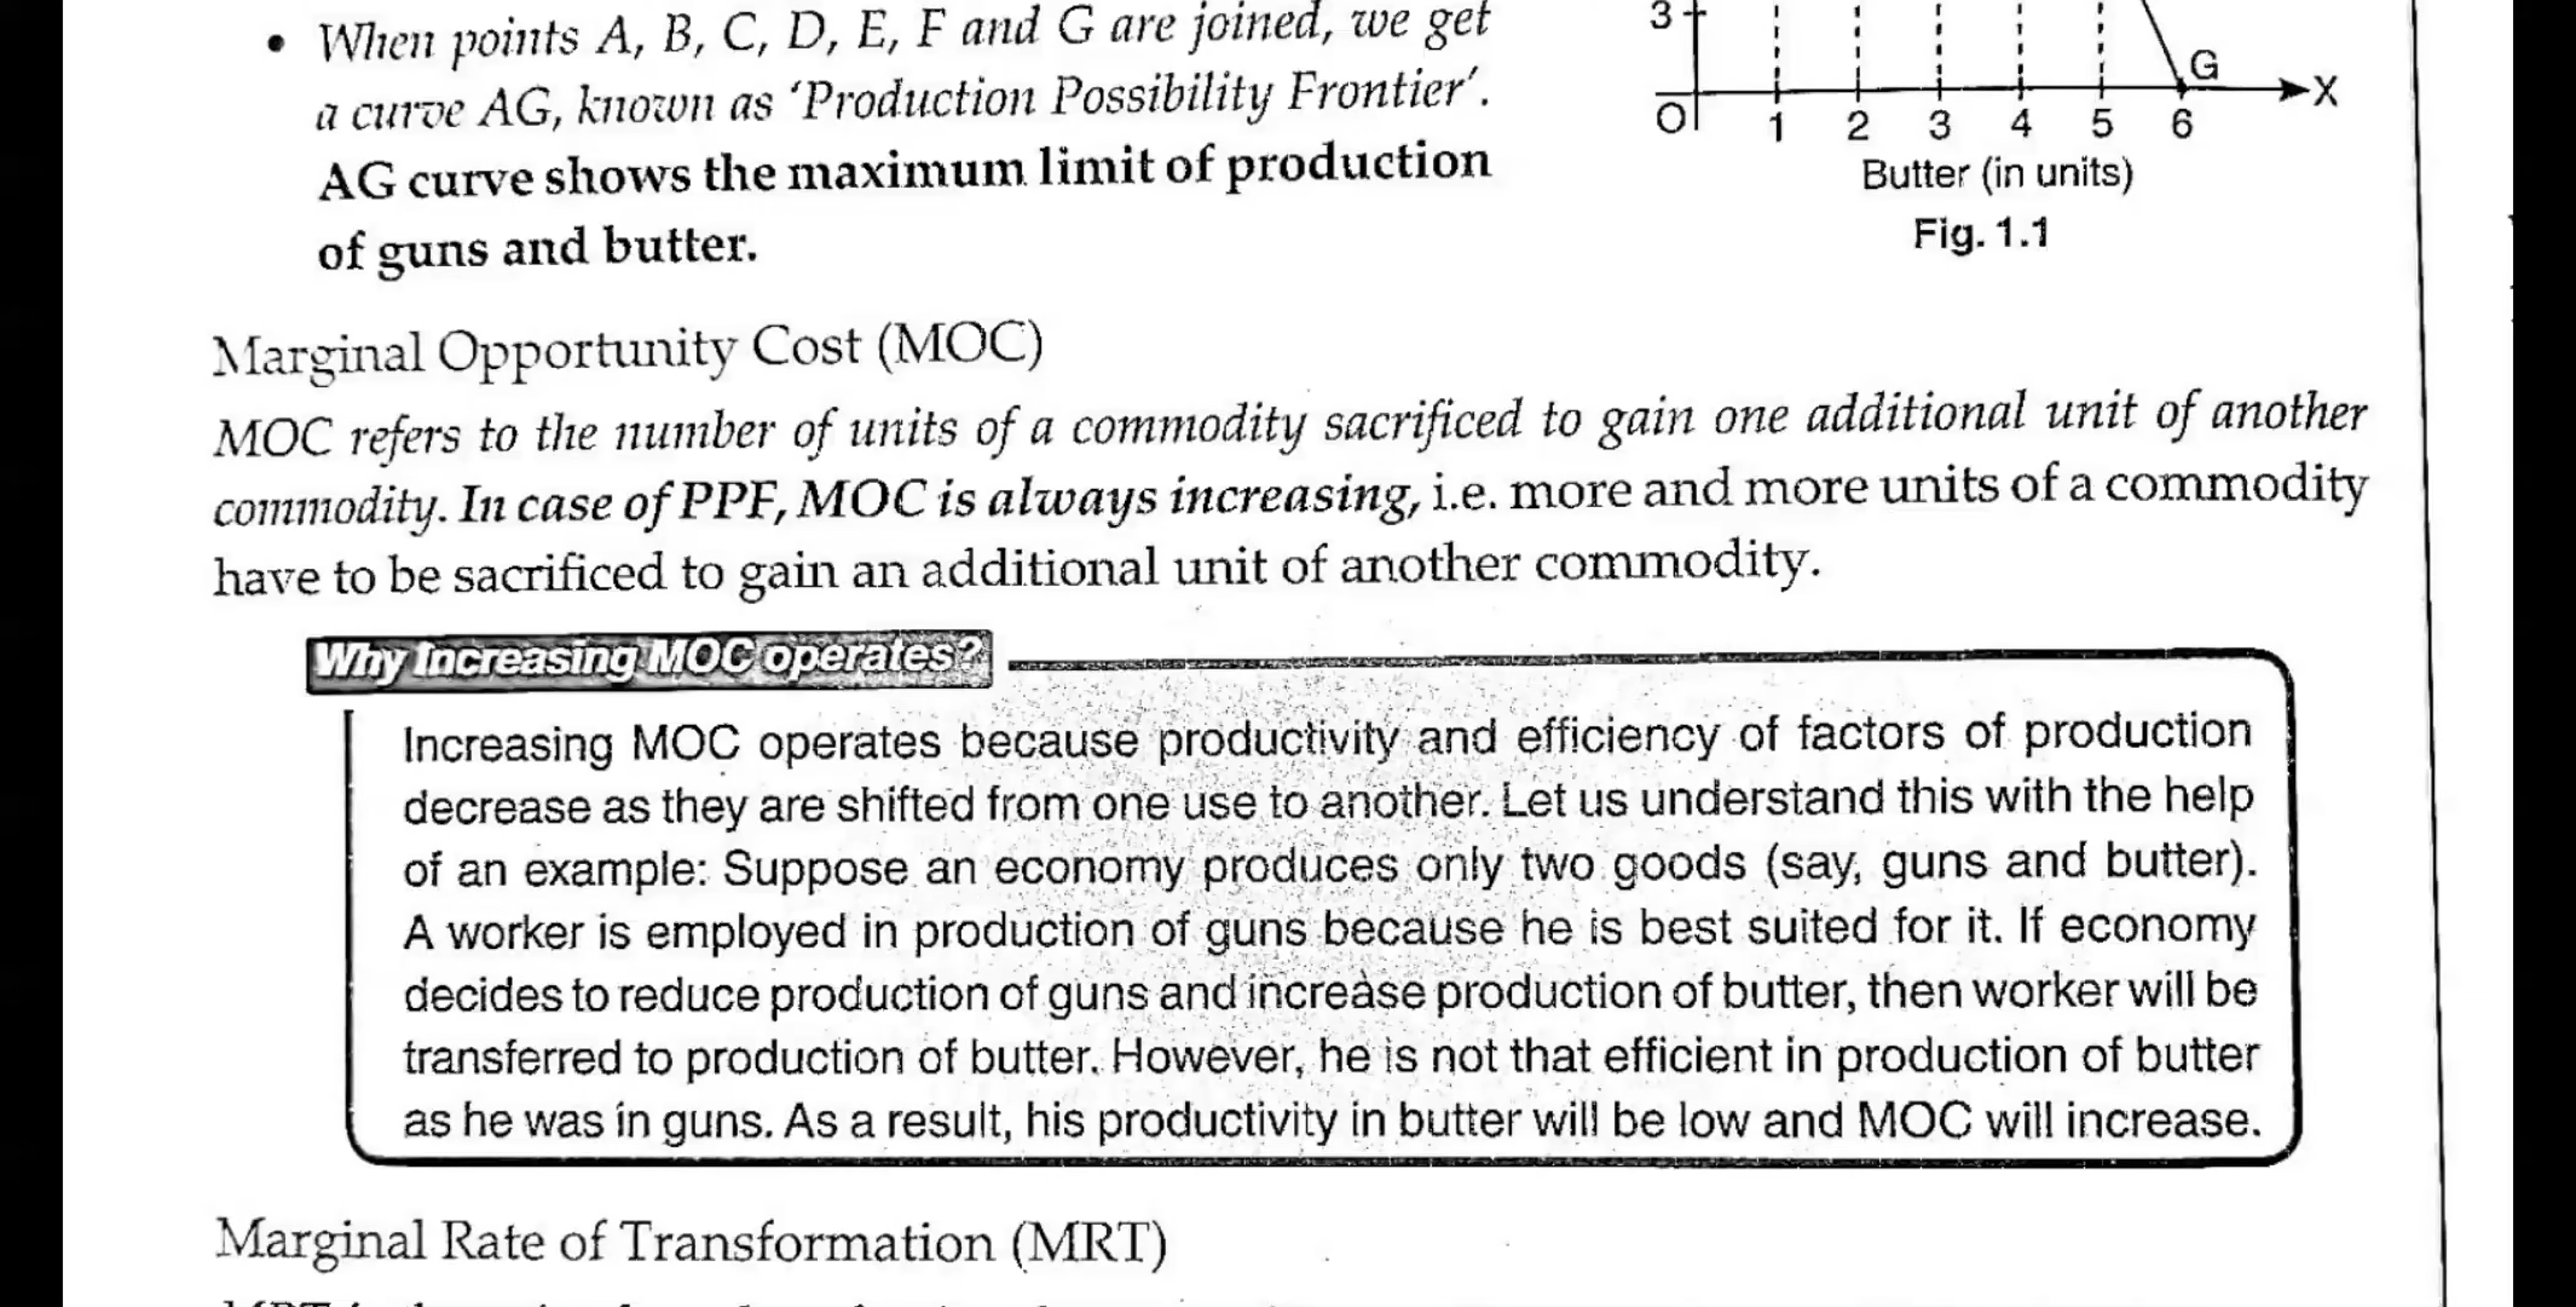 • When points A, B, C, D, E, F and G are joined, we get
a curve AG, known as 'Production Possibility Frontier'.
AG curve shows the maximum limit of production
of guns and butter.
3
G
X
O
1 2 3 4 5 6
Butter (in units)
Fig. 1.1
Marginal Opportunity Cost (MOC)
MOC refers to the number of units of a commodity sacrificed to gain one additional unit of another
commodity. In case of PPF, MOC is always increasing, i.e. more and more units of a commodity
have to be sacrificed to gain an additional unit of another commodity.
Why Increasing MOC operates?
Increasing MOC operates because productivity and efficiency of factors of production
decrease as they are shifted from one use to another. Let us understand this with the help
of an example: Suppose an economy produces only two goods (say, guns and butter).
A worker is employed in production of guns because he is best suited for it. If economy
decides to reduce production of guns and increase production of butter, then worker will be
transferred to production of butter. However, he is not that efficient in production of butter
as he was in guns. As a result, his productivity in butter will be low and MOC will increase.
Marginal Rate of Transformation (MRT)